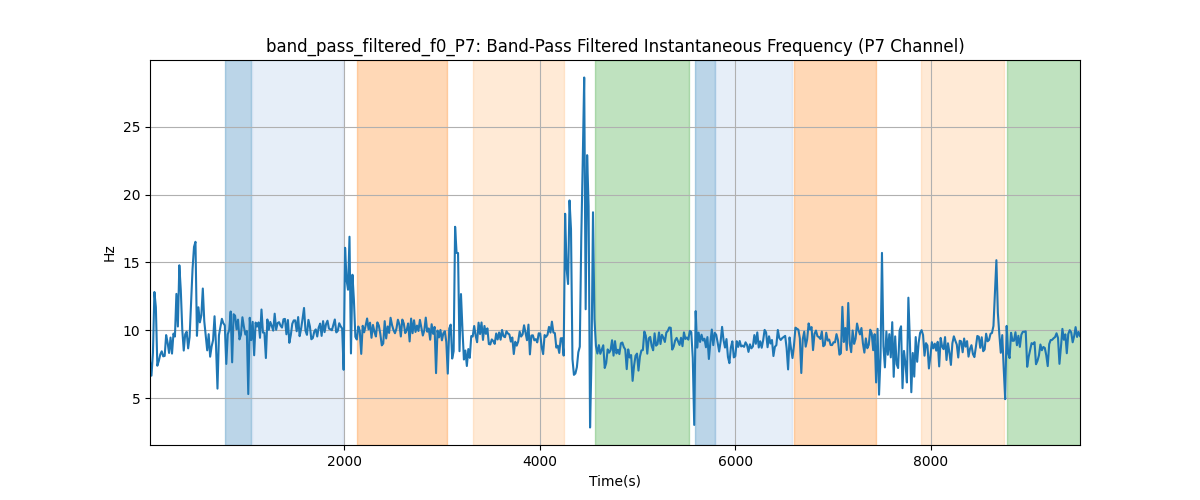 band_pass_filtered_f0_P7: Band-Pass Filtered Instantaneous Frequency (P7 Channel)
25
20
15
10
5
Hz
2000 4000 6000 8000
Time(s)